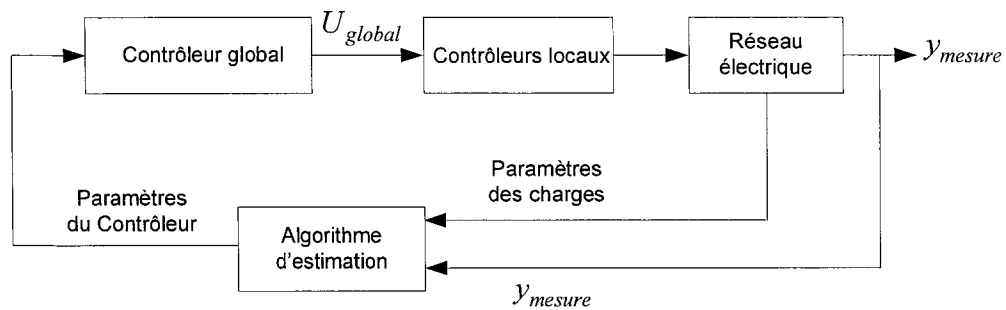 Contrôleur global
U_global
Contrôleurs locaux
Réseau
électrique
y_mesure
Paramètres
du Contrôleur
Paramètres
des charges
Algorithme
d'estimation
y_mesure